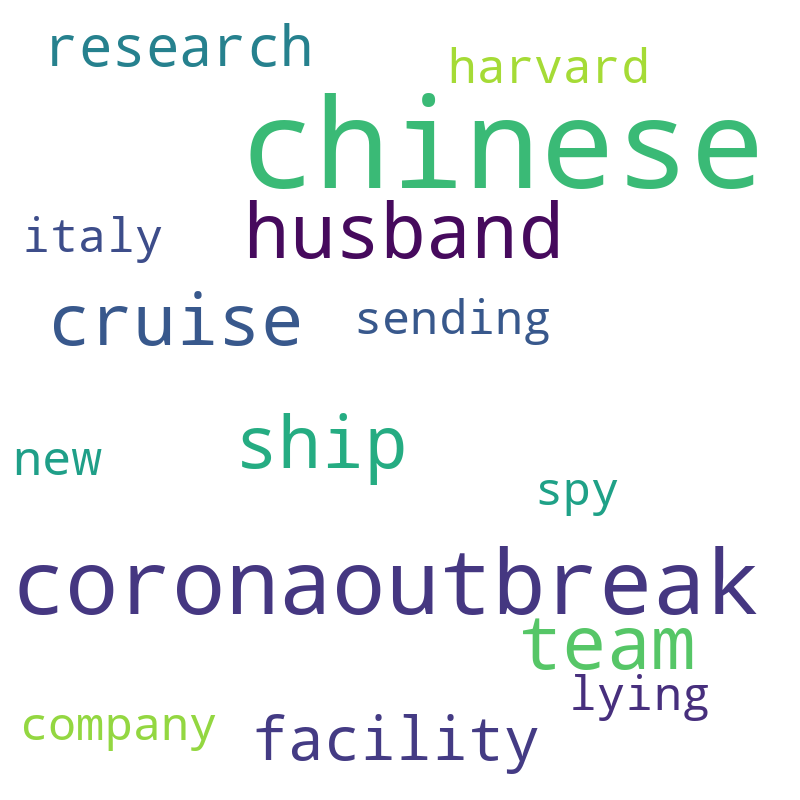 research
harvard
chinese
husband
italy
cruise
sending
ship
new
spy
coronaoutbreak
team
lying
company
facility